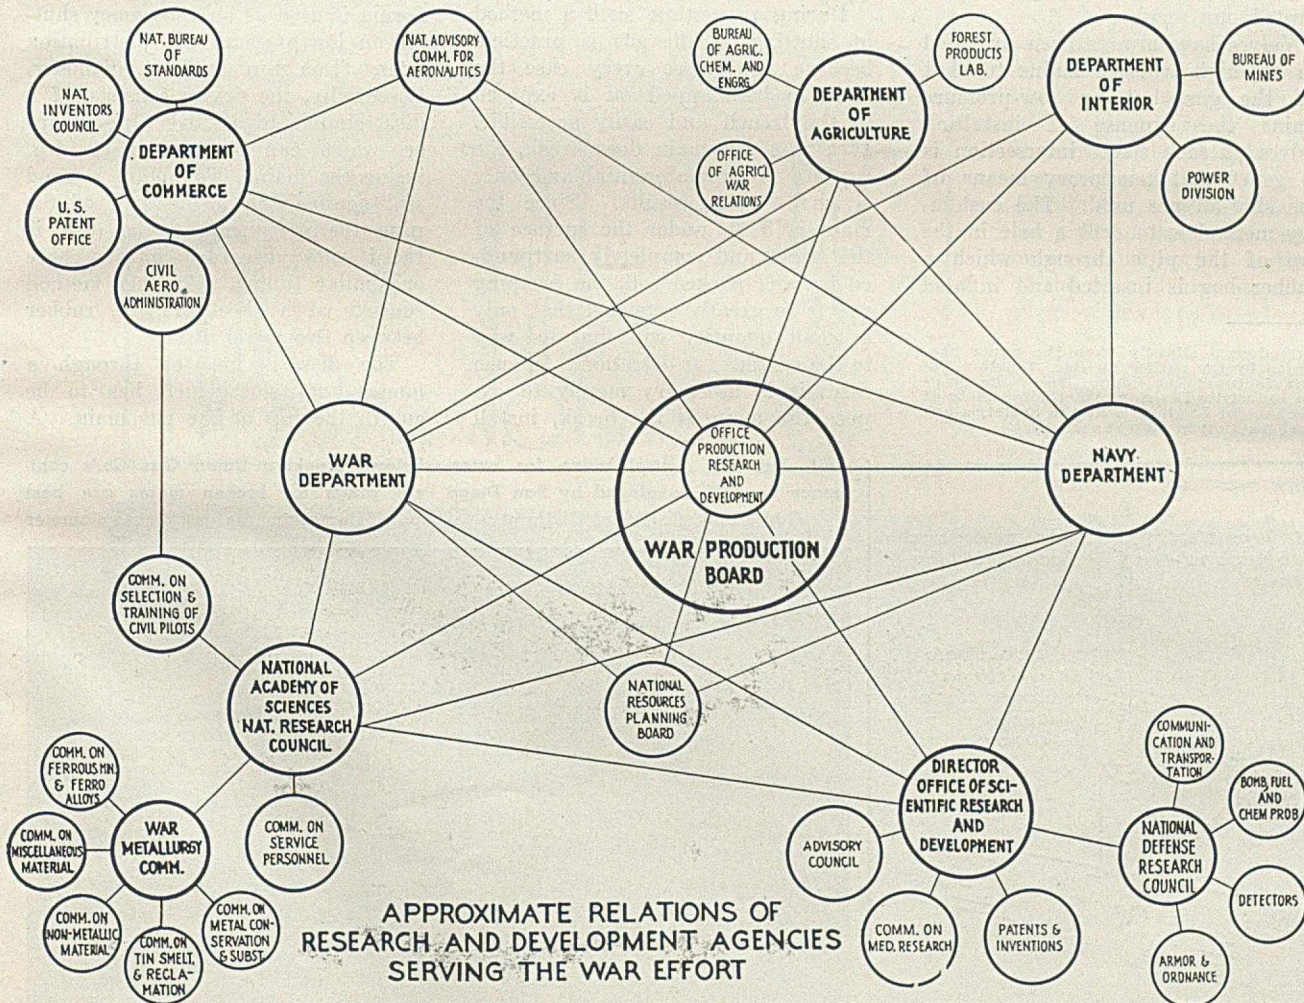 NAT. BUREAU
OF
STANDARDS
NAT. ADVISORY
COMM. FOR
AERONAUTICS
BUREAU
OF AGRIC.
CHEM. AND
ENGRG.
FOREST
PRODUCTS
LAB.
DEPARTMENT
OF
INTERIOR
BUREAU OF
MINES
NAT.
INVENTORS
COUNCIL
DEPARTMENT
OF
COMMERCE
DEPARTMENT
OF
AGRICULTURE
OFFICE
OF AGRICL
WAR
RELATIONS
POWER
DIVISION
U. S.
PATENT
OFFICE
CIVIL
AERO.
ADMINISTRATION
WAR
DEPARTMENT
OFFICE
PRODUCTION
RESEARCH
AND
DEVELOPMENT
WAR PRODUCTION
BOARD
NAVY
DEPARTMENT
COMM. ON
SELECTION &
TRAINING OF
CIVIL PILOTS
NATIONAL
ACADEMY OF
SCIENCES
NAT. RESEARCH
COUNCIL
NATIONAL
RESOURCES
PLANNING
BOARD
DIRECTOR
OFFICE OF SCI-
ENTIFIC RESEARCH
AND
DEVELOPMENT
COMMUNI-
CATION AND
TRANSPOR-
TATION
BOMB, FUEL
AND
CHEM PROB.
NATIONAL
DEFENSE
RESEARCH
COUNCIL
DETECTORS
ARMOR &
ORDNANCE
ADVISORY
COUNCIL
COMM. ON
MED. RESEARCH
PATENTS &
INVENTIONS
COMM. ON
FERROUS MIN.
& FERRO
ALLOYS
COMM. ON
MISCELLANEOUS
MATERIAL
WAR
METALLURGY
COMM.
COMM. ON
SERVICE
PERSONNEL
COMM. ON
NON-METALLIC
MATERIAL
COMM. ON
TIN SMELT.
& RECLA-
MATION
COMM. ON
METAL CON-
SERVATION
& SUBST.
APPROXIMATE RELATIONS OF
RESEARCH AND DEVELOPMENT AGENCIES
SERVING THE WAR EFFORT